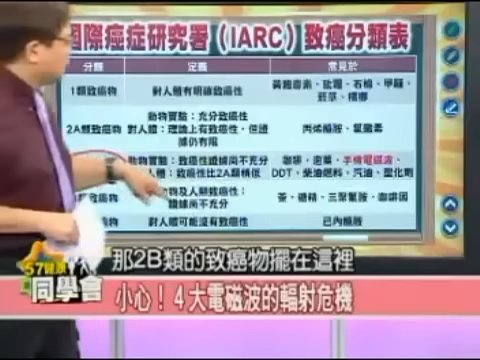 國際癌症研究署(IARC)致癌分類表
分類 定義 常見於
1類致癌物 對人體有明確致癌性 黃麴毒素、砒霜、石棉、甲醛、菸草、檳榔
動物實驗:充分致癌性
2A類致癌物 對人體:理論上有致癌性,但證據仍有限 丙烯醯胺、氯黴素
動物實驗:致癌性證據尚不充分
人體:致癌性比2A類稍低 咖啡、泡菜、手機電磁波、DDT、柴油燃料、汽油、塑化劑
動物及人類致癌性:證據尚不充分 茶、糖精、三聚氰胺、咖啡因
對人體可能沒有致癌性 己內醯胺
57健康
同學會
那2B類的致癌物擺在這裡
小心!4大電磁波的輻射危機